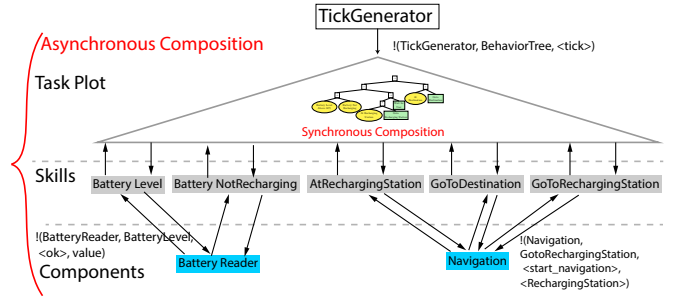 TickGenerator
Asynchronous Composition
!(TickGenerator, BehaviorTree, <tick>)
Task Plot
Synchronous Composition
Skills
Battery Level
Battery NotRecharging
AtRechargingStation
GoToDestination
GoToRechargingStation
!(BatteryReader, BatteryLevel,
<ok>, value)
Battery Reader
Components
Navigation
!(Navigation,
GotoRechargingStation,
<start_navigation>,
<RechargingStation>)